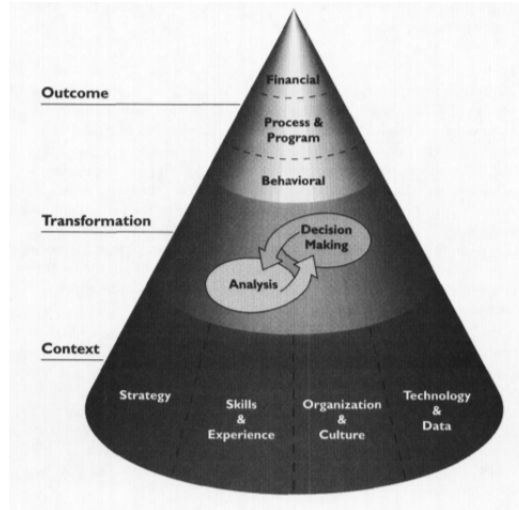 Financial
Outcome
Process &
Program
Behavioral
Transformation
Decision
Making
Analysis
Context
Strategy
Skills
&
Experience
Organization
&
Culture
Technology
&
Data